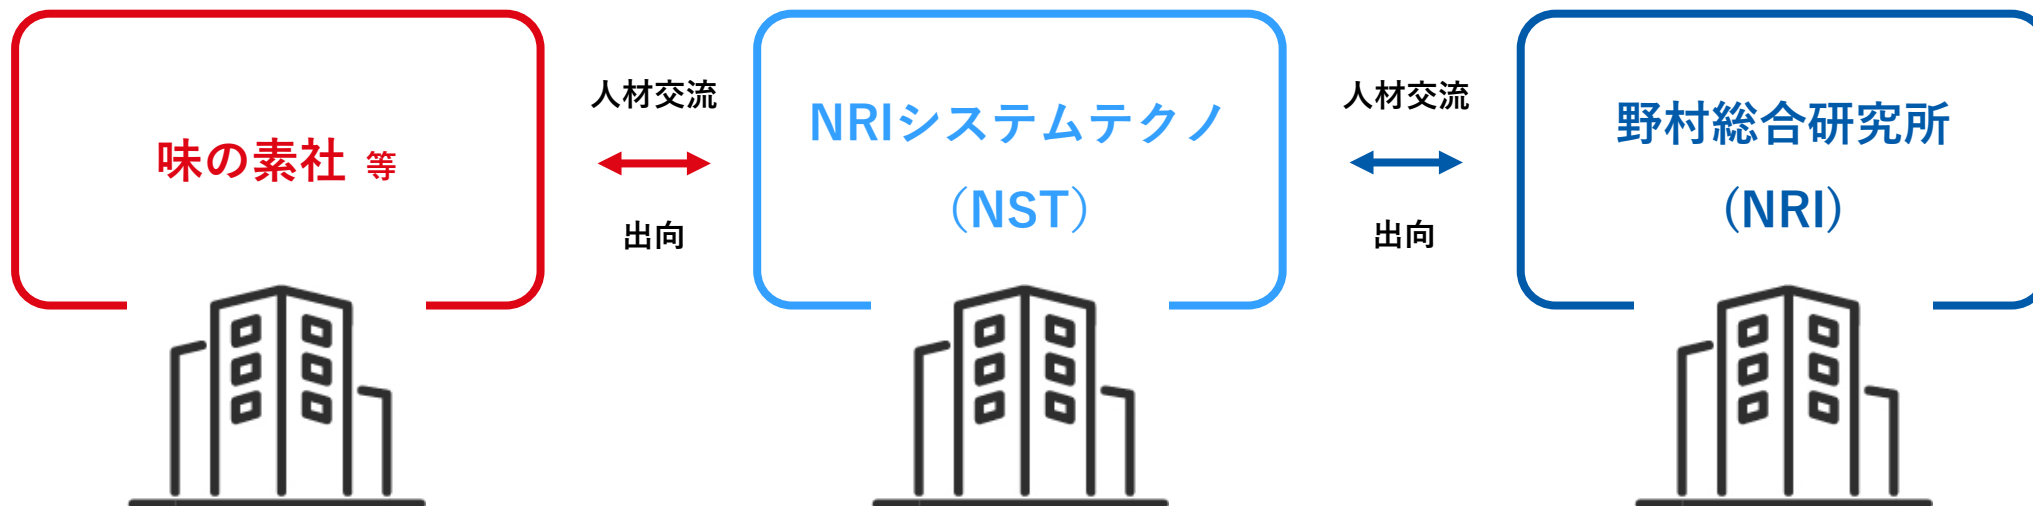 味の素社 等
人材交流
出向
NRIシステムテクノ
（NST）
人材交流
出向
野村総合研究所
(NRI)